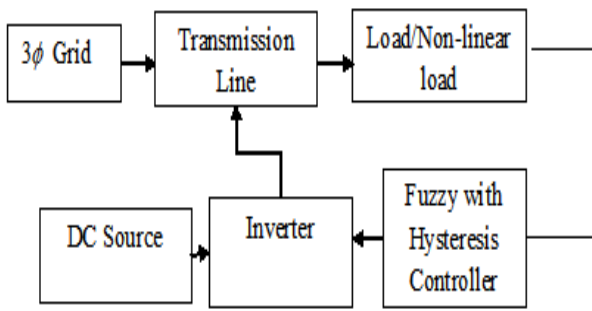 3ϕ Grid
Transmission
Line
Load/Non-linear
load
DC Source
Inverter
Fuzzy with
Hysteresis
Controller